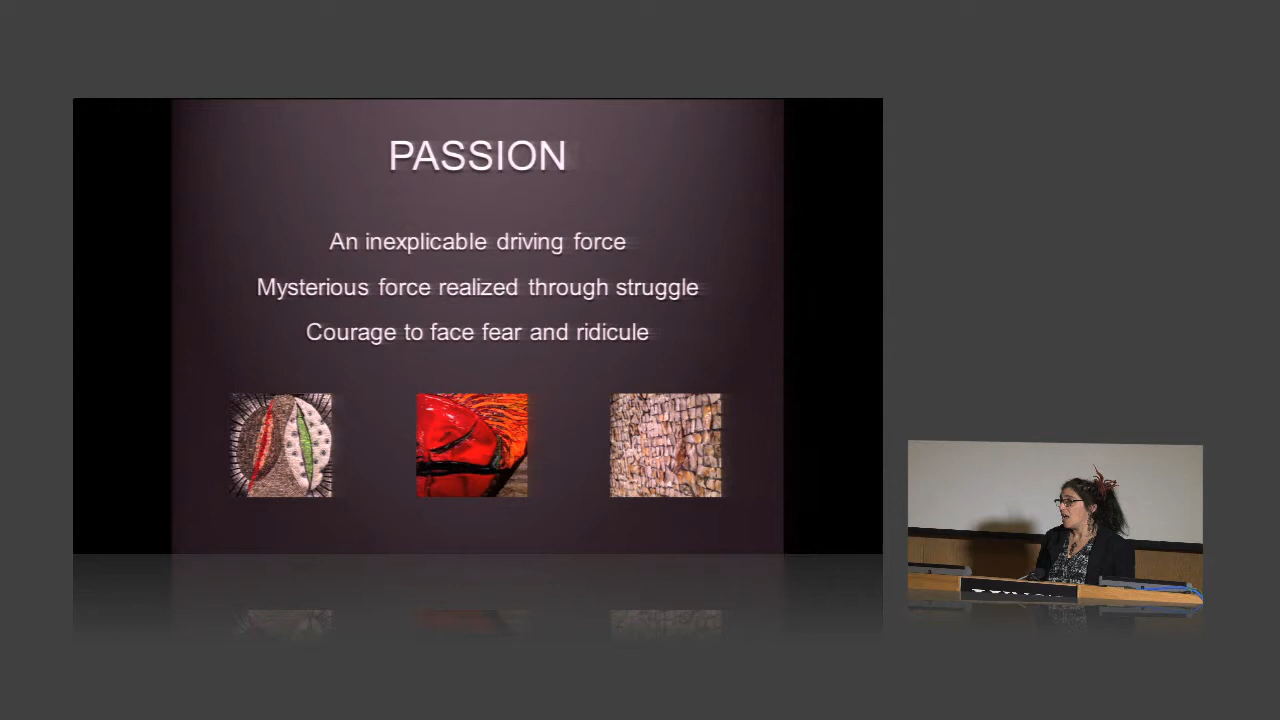 PASSION
An inexplicable driving force
Mysterious force realized through struggle
Courage to face fear and ridicule